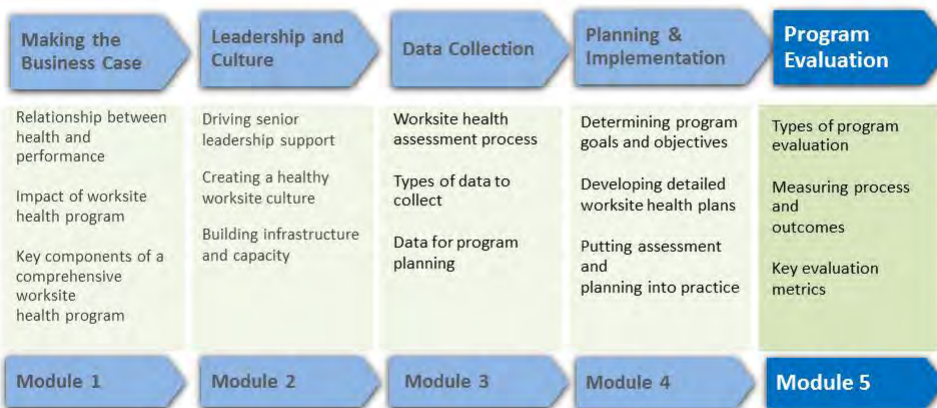 Making the
Business Case
Leadership and
Culture
Data Collection
Planning &
Implementation
Program
Evaluation
Relationship between
health and
performance
Impact of worksite
health program
Key components of a
comprehensive
worksite
health program
Driving senior
leadership support
Creating a healthy
worksite culture
Building infrastructure
and capacity
Worksite health
assessment process
Types of data to
collect
Data for program
planning
Determining program
goals and objectives
Developing detailed
worksite health plans
Putting assessment
and
planning into practice
Types of program
evaluation
Measuring process
and
outcomes
Key evaluation
metrics
Module 1
Module 2
Module 3
Module 4
Module 5